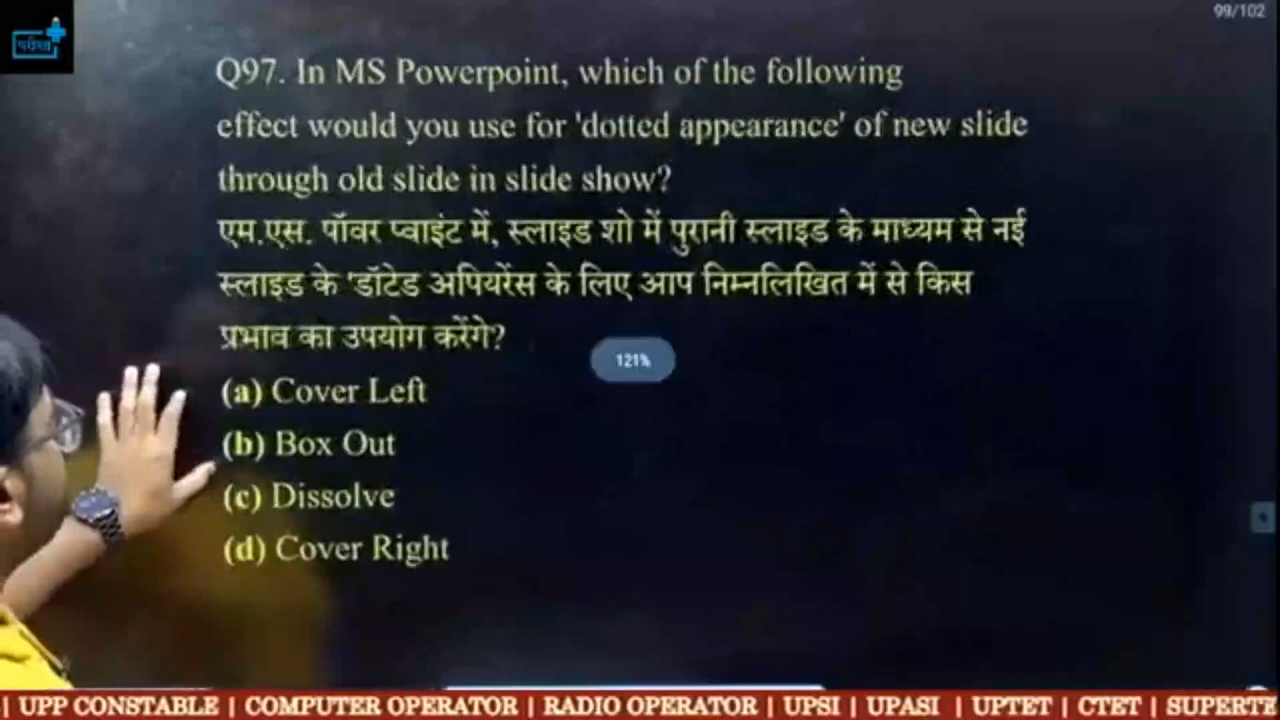 परीक्षा
99/102
Q97. In MS Powerpoint, which of the following
effect would you use for 'dotted appearance' of new slide
through old slide in slide show?
एम.एस. पॉवर प्वाइंट में, स्लाइड शो में पुरानी स्लाइड के माध्यम से नई
स्लाइड के 'डॉटेड अपियरेंस के लिए आप निम्नलिखित में से किस
प्रभाव का उपयोग करेंगे?
121%
(a) Cover Left
(b) Box Out
(c) Dissolve
(d) Cover Right
| UPP CONSTABLE | COMPUTER OPERATOR | RADIO OPERATOR | UPSI | UPASI | UPTET | CTET | SUPERTE